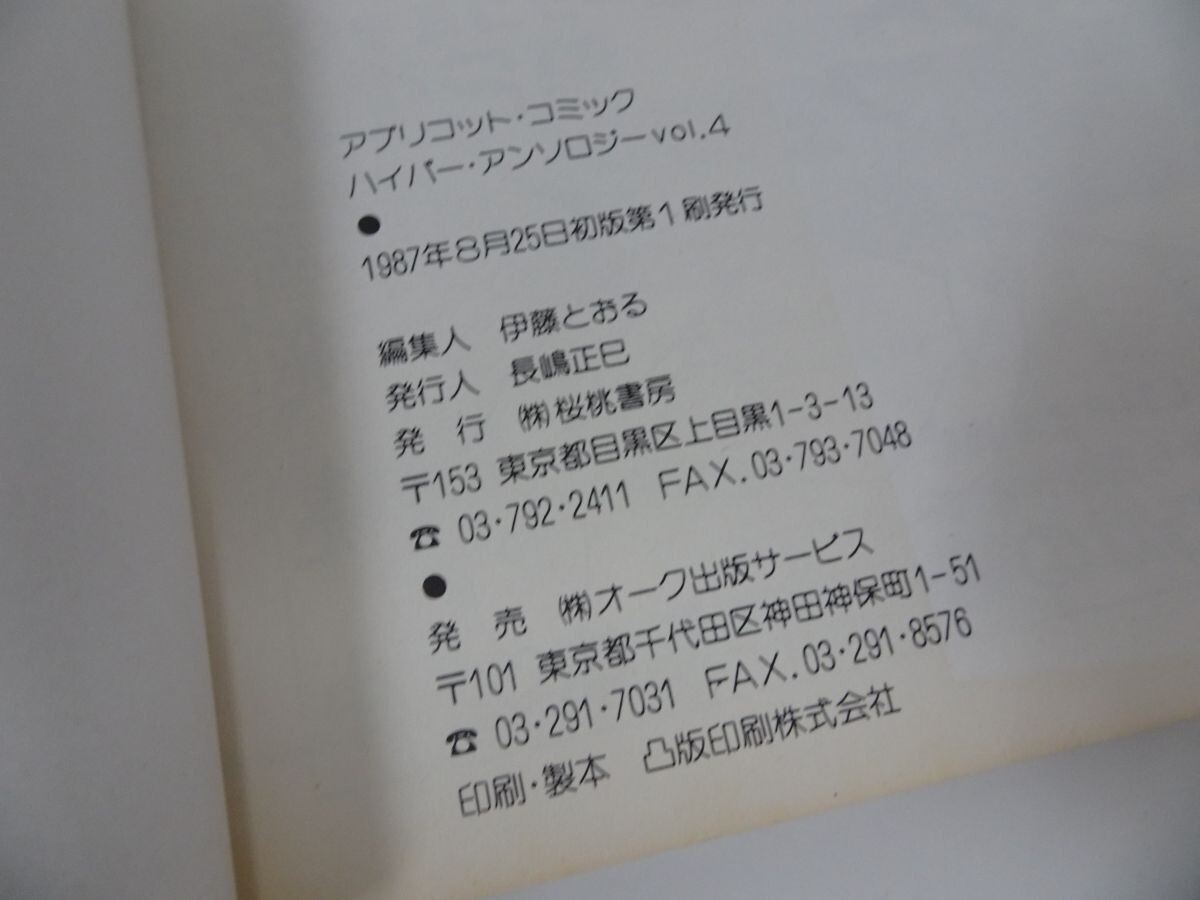 アプリコット・コミック
ハイパー・アンソロジーvol.4
●
1987年8月25日初版第1刷発行
編集人　伊藤とおる
発行人　長嶋正巳
発　行　㈱桜桃書房
〒153 東京都目黒区上目黒1-3-13
☎ 03・792・2411　FAX.03・793・7048
●
発　売　㈱オーク出版サービス
〒101 東京都千代田区神田神保町1-51
☎ 03・291・7031　FAX.03・291・8576
印刷・製本　凸版印刷株式会社